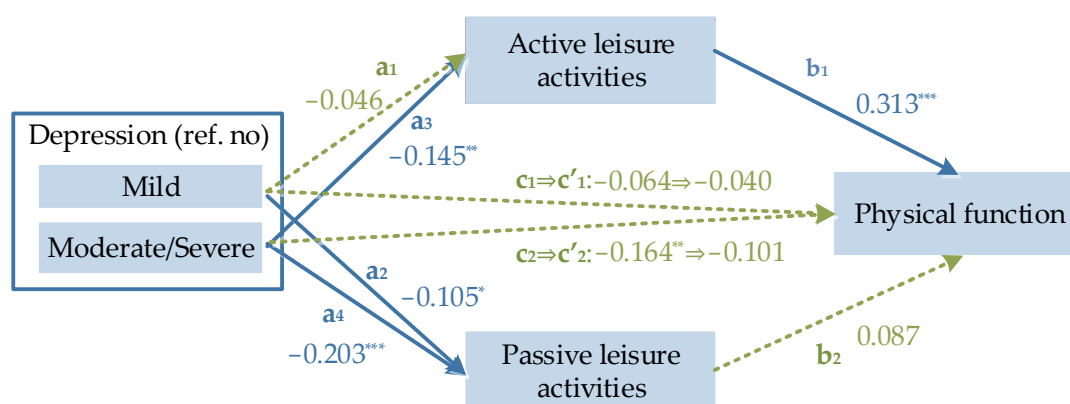 Active leisure
activities
a₁
−0.046
b₁
0.313***
a₃
−0.145**
Depression (ref. no)
Mild
Moderate/Severe
c₁⇒c′₁:−0.064⇒−0.040
Physical function
c₂⇒c′₂:−0.164**⇒−0.101
a₂
−0.105*
a₄
−0.203***
Passive leisure
activities
b₂
0.087